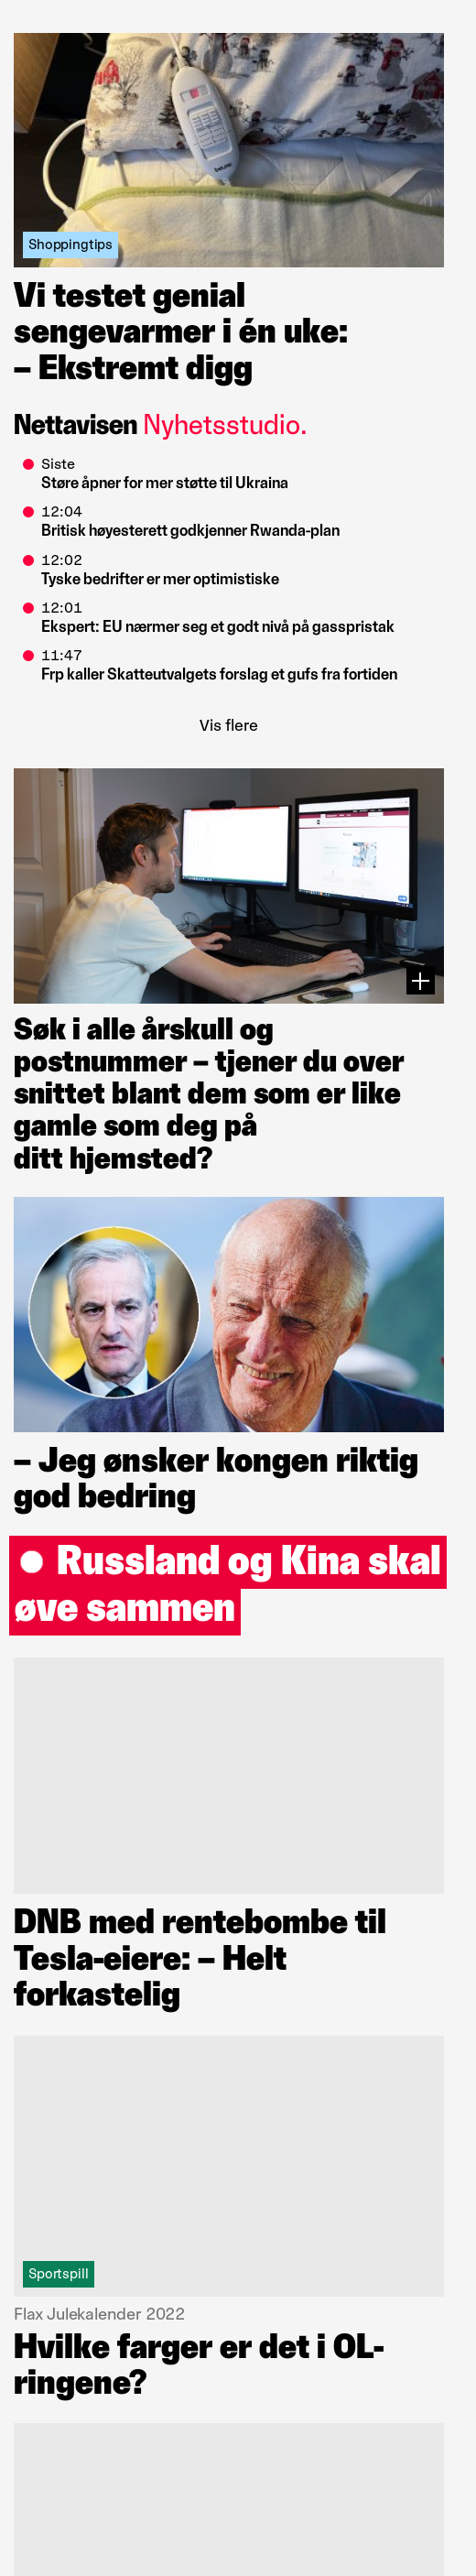 beurer
Shoppingtips
Vi testet genial
sengevarmer i én uke:
– Ekstremt digg
Nettavisen Nyhetsstudio.
Siste
Støre åpner for mer støtte til Ukraina
12:04
Britisk høyesterett godkjenner Rwanda-plan
12:02
Tyske bedrifter er mer optimistiske
12:01
Ekspert: EU nærmer seg et godt nivå på gasspristak
11:47
Frp kaller Skatteutvalgets forslag et gufs fra fortiden
Vis flere
Søk i alle årskull og
postnummer – tjener du over
snittet blant dem som er like
gamle som deg på
ditt hjemsted?
– Jeg ønsker kongen riktig
god bedring
Russland og Kina skal
øve sammen
DNB med rentebombe til
Tesla-eiere: – Helt
forkastelig
Sportspill
Flax Julekalender 2022
Hvilke farger er det i OL-
ringene?